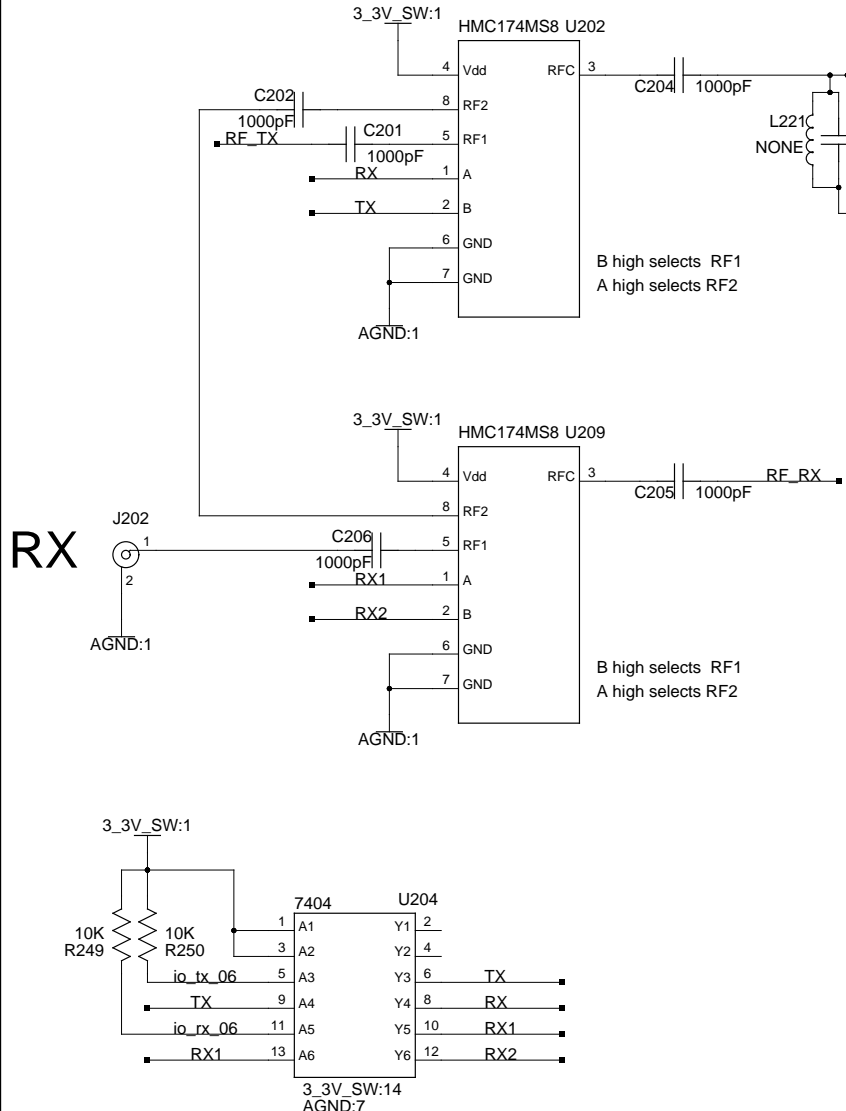 3_3V_SW:1
HMC174MS8 U202
4 Vdd RFC 3
C204 1000pF
C202
1000pF
8 RF2
L221
NONE
RF_TX C201
1000pF
5 RF1
RX 1 A
TX 2 B
6 GND
7 GND
B high selects RF1
A high selects RF2
AGND:1
3_3V_SW:1
HMC174MS8 U209
4 Vdd RFC 3
C205 1000pF RF_RX
8 RF2
RX
J202
1
2
AGND:1
C206
1000pF
5 RF1
RX1 1 A
RX2 2 B
6 GND
7 GND
B high selects RF1
A high selects RF2
AGND:1
3_3V_SW:1
7404 U204
10K
R249
10K
R250
1 A1 Y1 2
3 A2 Y2 4
io_tx_06 5 A3 Y3 6 TX
TX 9 A4 Y4 8 RX
io_rx_06 11 A5 Y5 10 RX1
RX1 13 A6 Y6 12 RX2
3_3V_SW:14
AGND:7